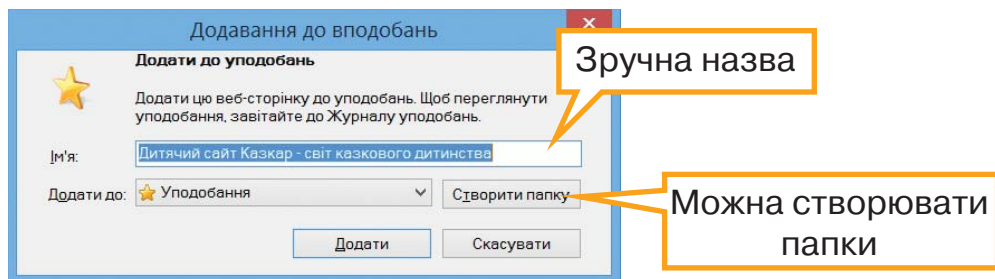 Додавання до вподобань
Зручна назва
Додати до уподобань
Додати цю веб-сторінку до уподобань. Щоб переглянути
уподобання, завітайте до Журналу уподобань.
Ім'я: Дитячий сайт Казкар - світ казкового дитинства
Додати до: Уподобання Створити папку
Можна створювати
папки
Додати Скасувати